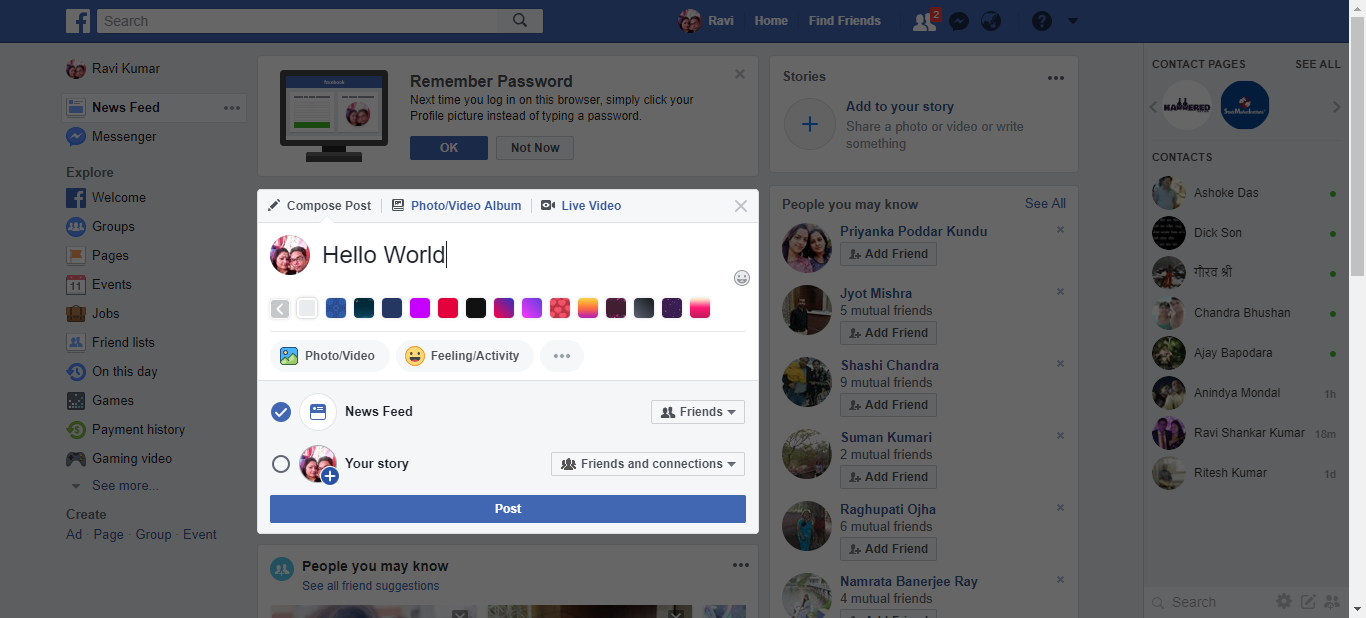 Search
Ravi
Home
Find Friends
2
?
Ravi Kumar
News Feed
Messenger
Explore
Welcome
Groups
Pages
11
Events
Jobs
Friend lists
On this day
Games
Payment history
Gaming video
See more...
Create
Ad · Page · Group · Event
facebook
Remember Password
Next time you log in on this browser, simply click your
Profile picture instead of typing a password.
OK
Not Now
Compose Post
Photo/Video Album
Live Video
Hello World
Photo/Video
Feeling/Activity
News Feed
Friends
Your story
Friends and connections
Post
People you may know
See all friend suggestions
Stories
Add to your story
Share a photo or video or write
something
People you may know
See All
Priyanka Poddar Kundu
Add Friend
Jyot Mishra
5 mutual friends
Add Friend
Shashi Chandra
9 mutual friends
Add Friend
Suman Kumari
2 mutual friends
Add Friend
Raghupati Ojha
6 mutual friends
Add Friend
Namrata Banerjee Ray
4 mutual friends
Add Friend
CONTACT PAGES
SEE ALL
CONTACTS
Ashoke Das
Dick Son
गौरव श्री
Chandra Bhushan
Ajay Bapodara
Anindya Mondal
1h
Ravi Shankar Kumar
18m
Ritesh Kumar
1d
Search